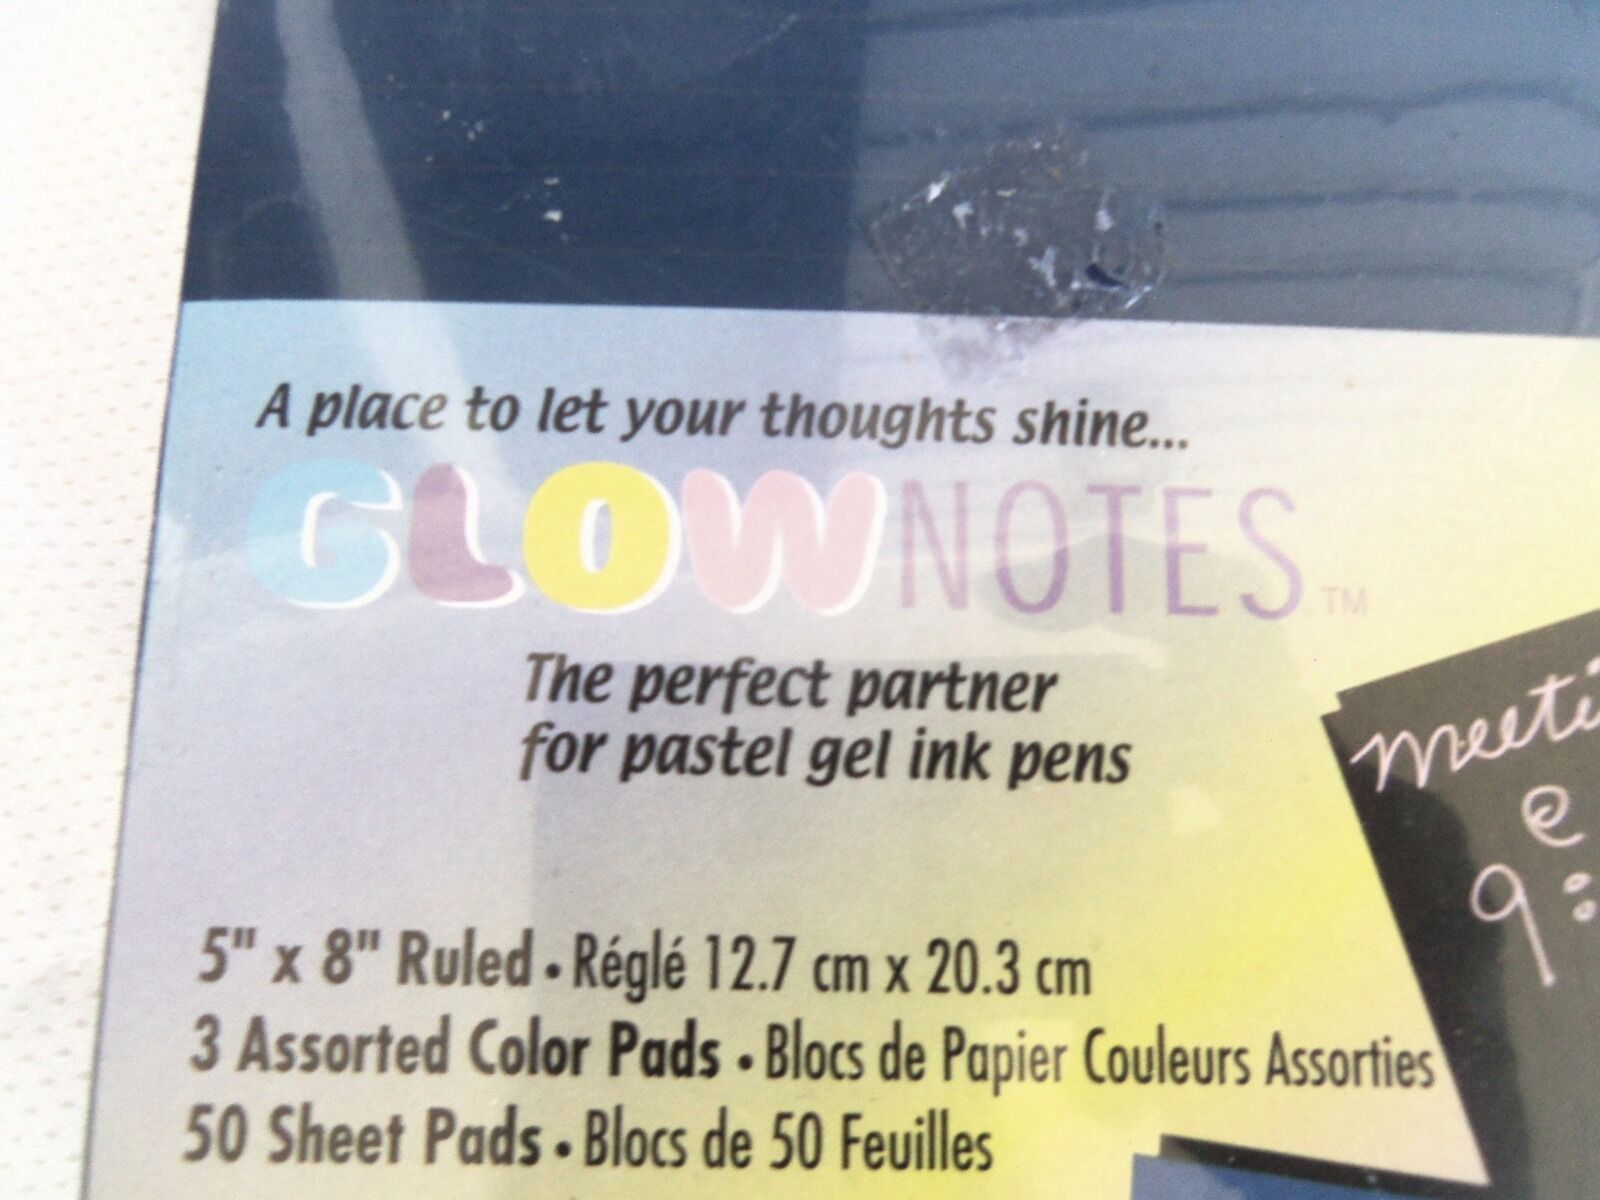 A place to let your thoughts shine...
GLOWNOTES™
The perfect partner
for pastel gel ink pens
5" x 8" Ruled • Réglé 12.7 cm x 20.3 cm
3 Assorted Color Pads • Blocs de Papier Couleurs Assorties
50 Sheet Pads • Blocs de 50 Feuilles
e
9: